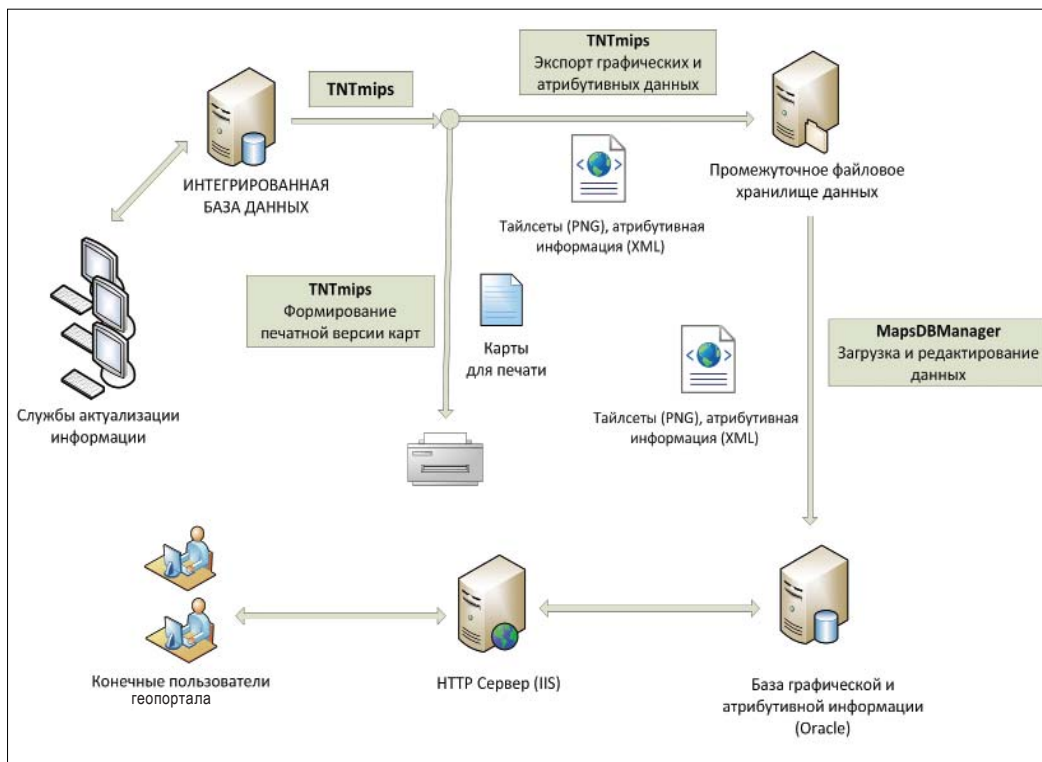 TNTmips
Экспорт графических и
атрибутивных данных
TNTmips
ИНТЕГРИРОВАННАЯ
БАЗА ДАННЫХ
Промежуточное файловое
хранилище данных
Тайлсеты (PNG), атрибутивная
информация (XML)
TNTmips
Формирование
печатной версии карт
Карты
для печати
MapsDBManager
Загрузка и редактирование
данных
Службы актуализации
информации
Тайлсеты (PNG), атрибутивная
информация (XML)
Конечные пользователи
геопортала
HTTP Сервер (IIS)
База графической и
атрибутивной информации
(Oracle)